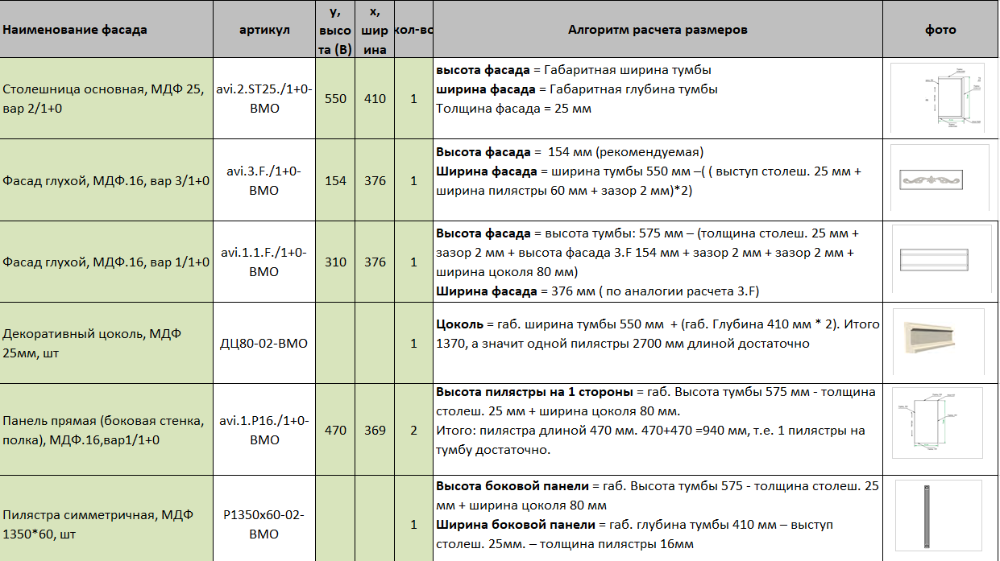 Наименование фасада
артикул
у,
высо
та (В)
х,
шир
ина
кол-во
Алгоритм расчета размеров
фото
Столешница основная, МДФ 25,
вар 2/1+0
avi.2.ST25./1+0-
ВМО
550
410
1
высота фасада = Габаритная ширина тумбы
ширина фасада = Габаритная глубина тумбы
Толщина фасада = 25 мм
Фасад глухой, МДФ.16, вар 3/1+0
avi.3.F./1+0-
ВМО
154
376
1
Высота фасада =  154 мм (рекомендуемая)
Ширина фасада = ширина тумбы 550 мм –( ( выступ столеш. 25 мм +
ширина пилястры 60 мм + зазор 2 мм)*2)
Фасад глухой, МДФ.16, вар 1/1+0
avi.1.1.F./1+0-
ВМО
310
376
1
Высота фасада = высота тумбы: 575 мм – (толщина столеш. 25 мм +
зазор 2 мм + высота фасада 3.F 154 мм + зазор 2 мм + зазор 2 мм +
ширина цоколя 80 мм)
Ширина фасада = 376 мм ( по аналогии расчета 3.F)
Декоративный цоколь, МДФ
25мм, шт
ДЦ80-02-ВМО
1
Цоколь = габ. ширина тумбы 550 мм  + (габ. Глубина 410 мм * 2). Итого
1370, а значит одной пилястры 2700 мм длиной достаточно
Панель прямая (боковая стенка,
полка), МДФ.16,вар1/1+0
avi.1.P16./1+0-
ВМО
470
369
2
Высота пилястры на 1 стороны = габ. Высота тумбы 575 мм - толщина
столеш. 25 мм + ширина цоколя 80 мм.
Итого: пилястра длиной 470 мм. 470+470 =940 мм, т.е. 1 пилястры на
тумбу достаточно.
Пилястра симметричная, МДФ
1350*60, шт
Р1350х60-02-
ВМО
1
Высота боковой панели = габ. Высота тумбы 575 - толщина столеш. 25
мм + ширина цоколя 80 мм
Ширина боковой панели = габ. глубина тумбы 410 мм – выступ
столеш. 25мм. – толщина пилястры 16мм